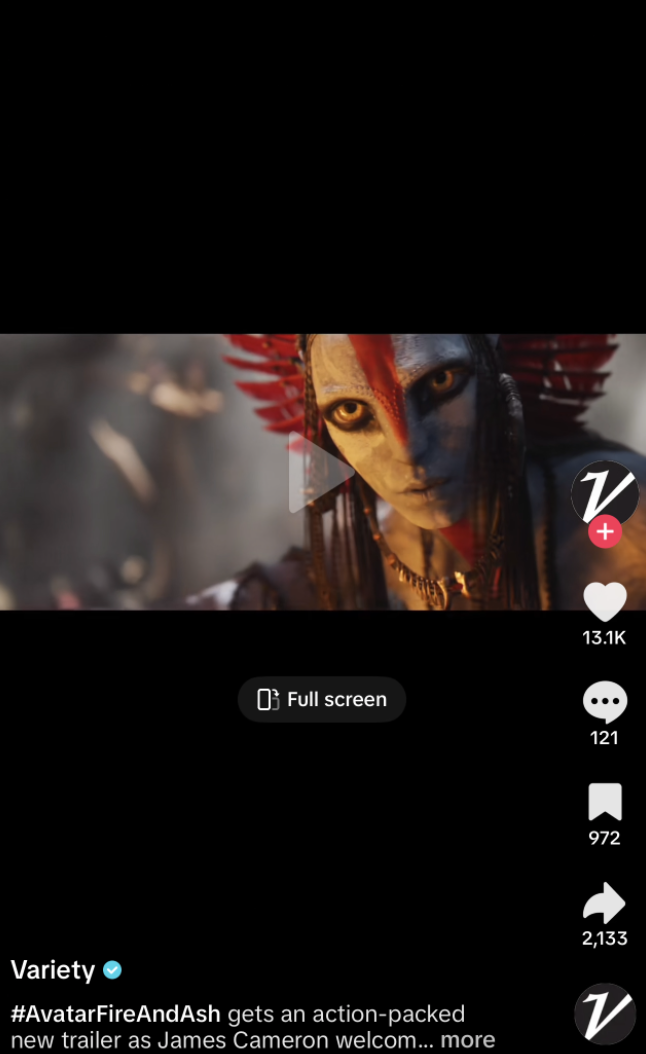 Full screen
13.1K
121
972
2,133
Variety
#AvatarFireAndAsh gets an action-packed
new trailer as James Cameron welcom... more